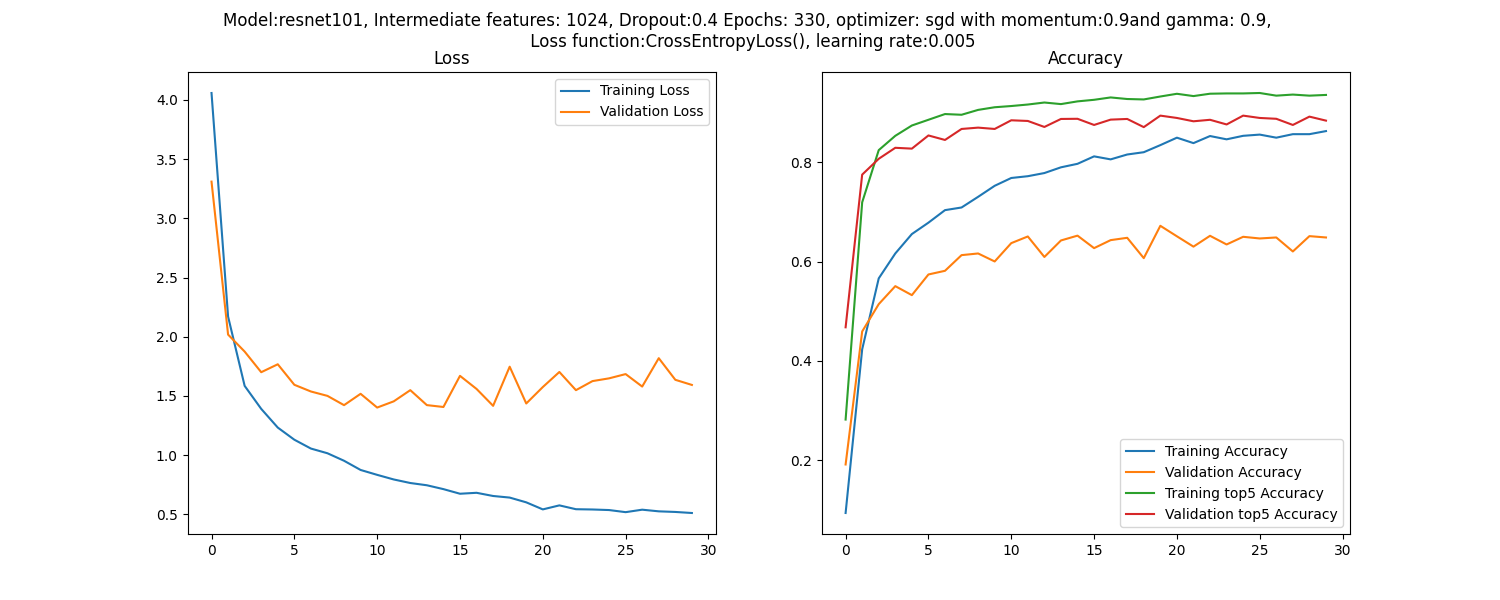 Model:resnet101, Intermediate features: 1024, Dropout:0.4 Epochs: 330, optimizer: sgd with momentum:0.9and gamma: 0.9,
Loss function:CrossEntropyLoss(), learning rate:0.005
Loss
4.0
3.5
3.0
2.5
2.0
1.5
1.0
0.5
0 5 10 15 20 25 30
Training Loss
Validation Loss
Accuracy
0.8
0.6
0.4
0.2
0 5 10 15 20 25 30
Training Accuracy
Validation Accuracy
Training top5 Accuracy
Validation top5 Accuracy